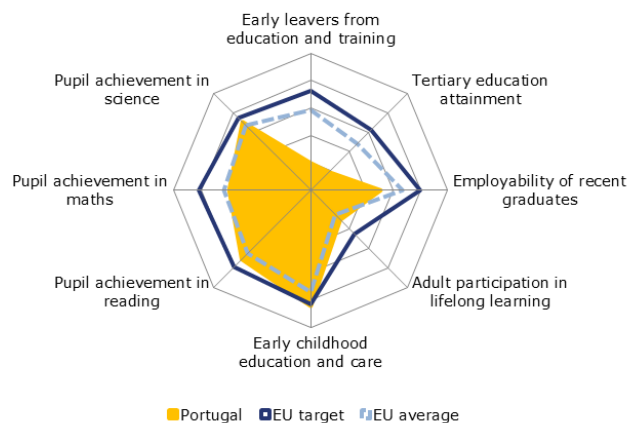 Early leavers from
education and training
Pupil achievement in
science
Tertiary education
attainment
Pupil achievement in
maths
Employability of recent
graduates
Pupil achievement in
reading
Adult participation in
lifelong learning
Early childhood
education and care
Portugal EU target EU average